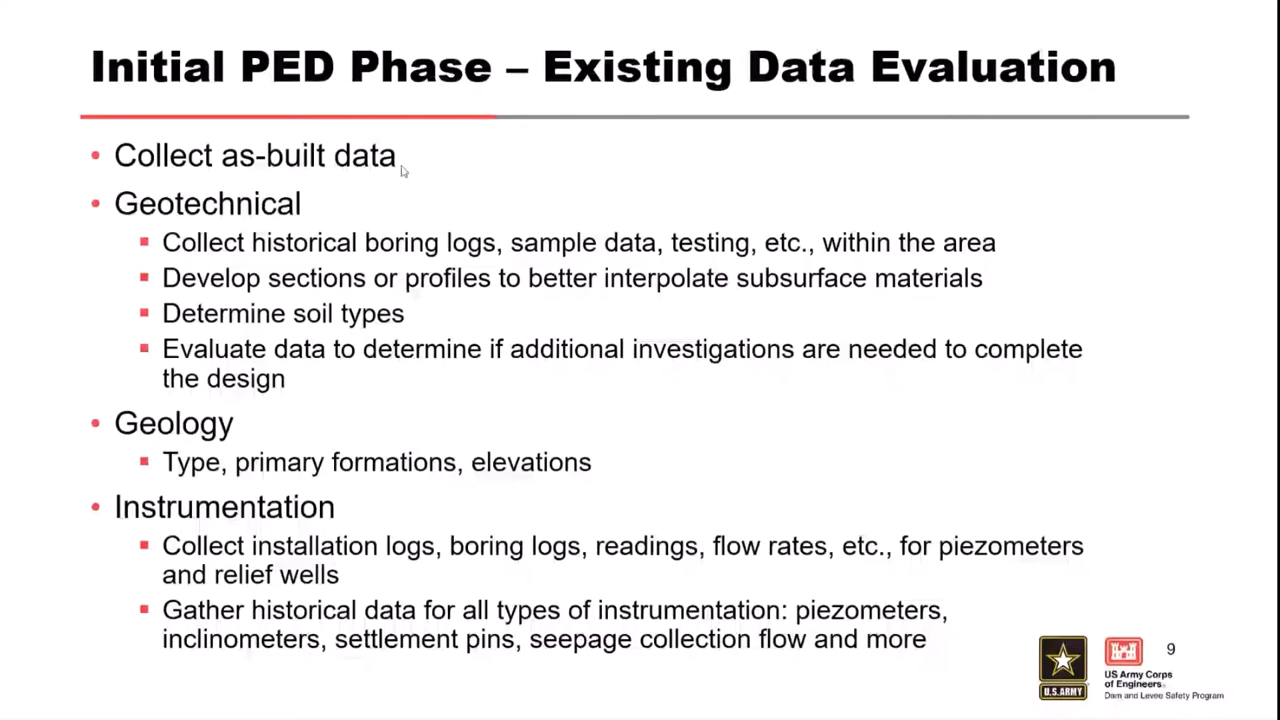 Initial PED Phase – Existing Data Evaluation
• Collect as-built data
• Geotechnical
▪ Collect historical boring logs, sample data, testing, etc., within the area
▪ Develop sections or profiles to better interpolate subsurface materials
▪ Determine soil types
▪ Evaluate data to determine if additional investigations are needed to complete
the design
• Geology
▪ Type, primary formations, elevations
• Instrumentation
▪ Collect installation logs, boring logs, readings, flow rates, etc., for piezometers
and relief wells
▪ Gather historical data for all types of instrumentation: piezometers,
inclinometers, settlement pins, seepage collection flow and more
U.S.ARMY
US Army Corps
of Engineers®
Dam and Levee Safety Program
9